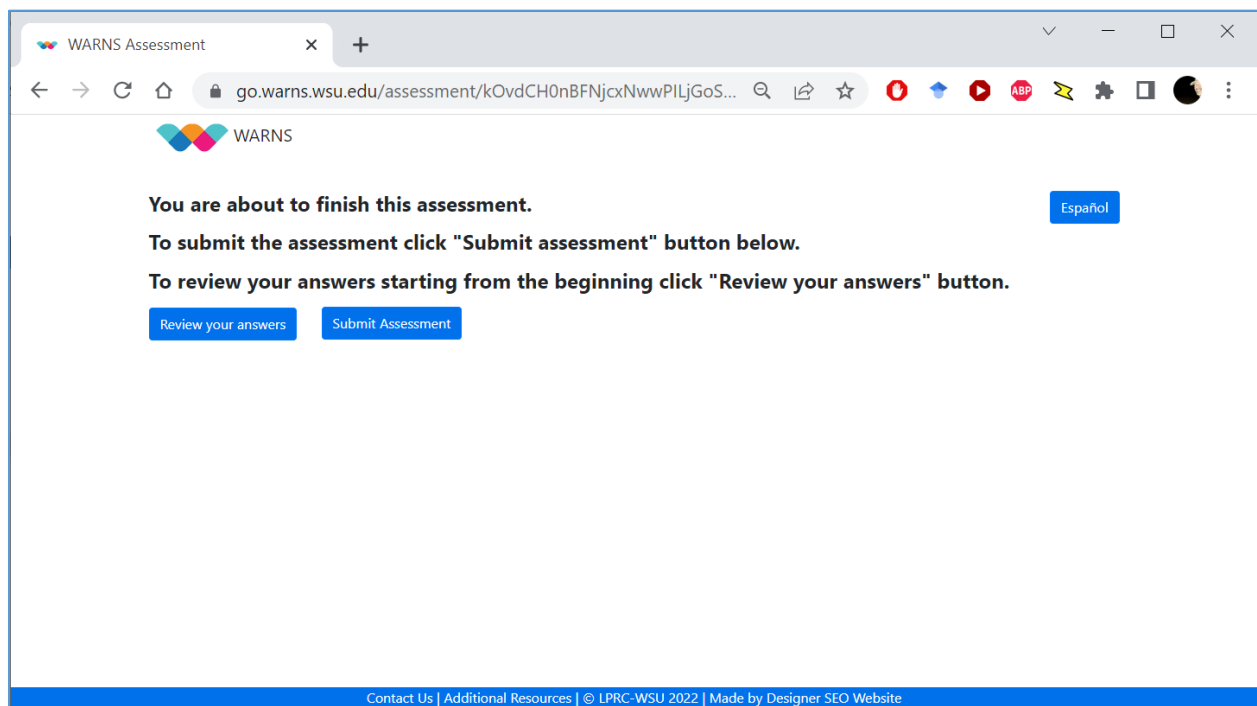 WARNS Assessment
go.warns.wsu.edu/assessment/kOvdCH0nBFNjcxNwwPILjGoS...
ABP
WARNS
You are about to finish this assessment.
Español
To submit the assessment click "Submit assessment" button below.
To review your answers starting from the beginning click "Review your answers" button.
Review your answers
Submit Assessment
Contact Us | Additional Resources | © LPRC-WSU 2022 | Made by Designer SEO Website